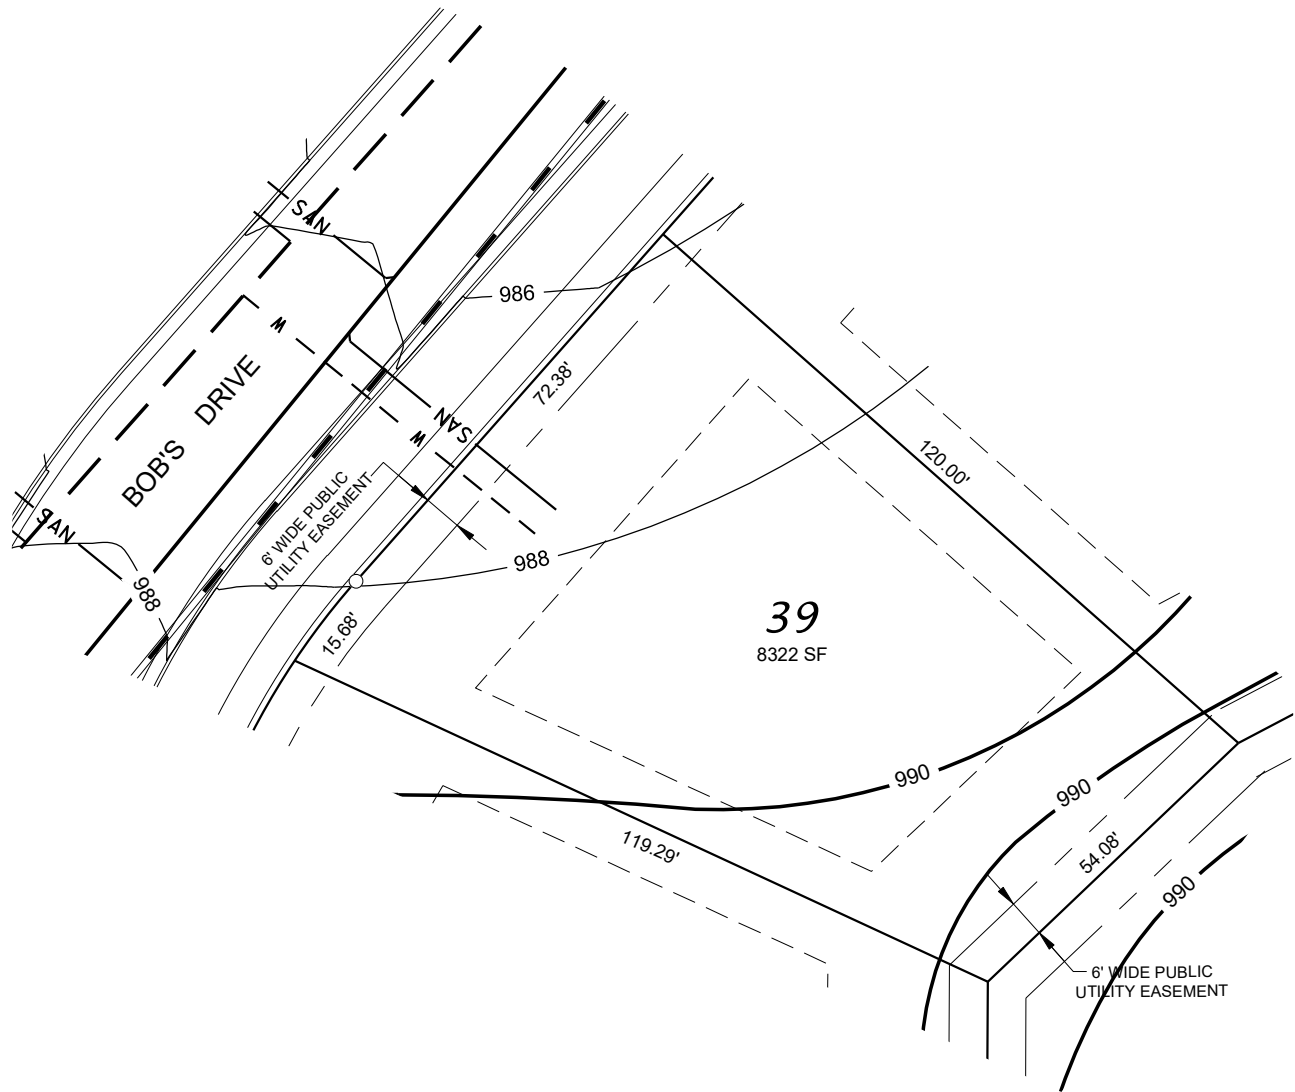 SAN
986
W
72.38'
BOB'S DRIVE
SAN
W
120.00'
6' WIDE PUBLIC
UTILITY EASEMENT
SAN
988
988
39
8322 SF
15.68'
990
990
119.29'
54.08'
990
6' WIDE PUBLIC
UTILITY EASEMENT